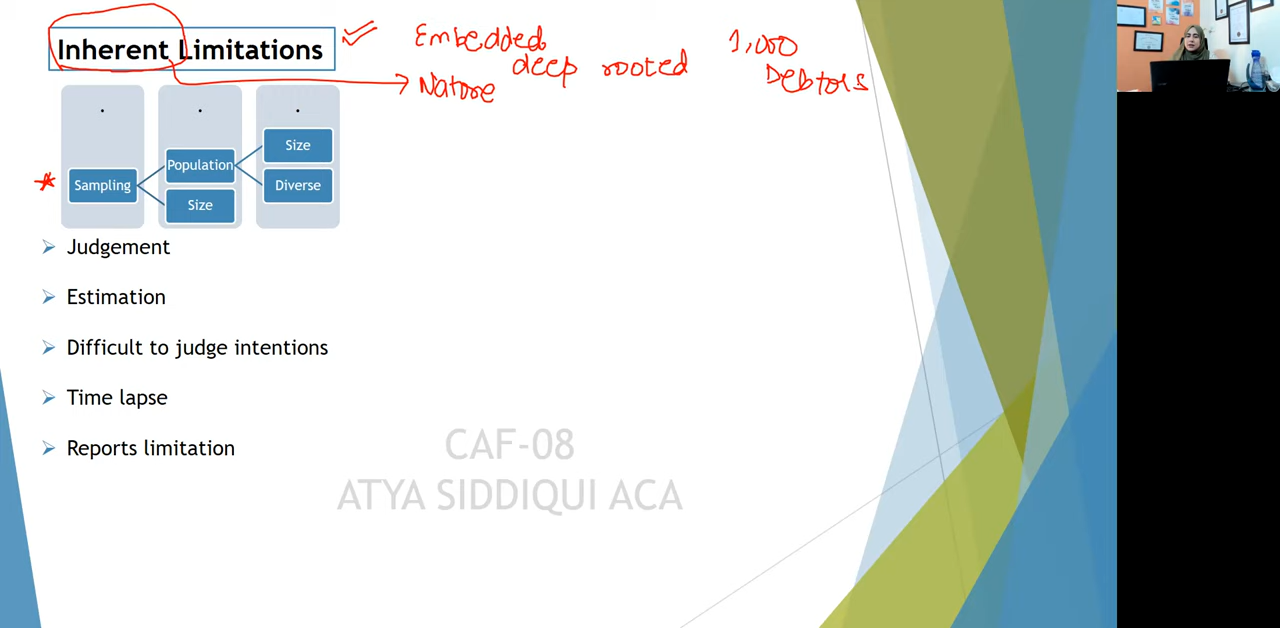 Inherent Limitations
Embedded
deep rooted
Nature
1,000
Debtors
.
.
.
Sampling
Population
Size
Size
Diverse
Judgement
Estimation
Difficult to judge intentions
Time lapse
Reports limitation
CAF-08
ATYA SIDDIQUI ACA